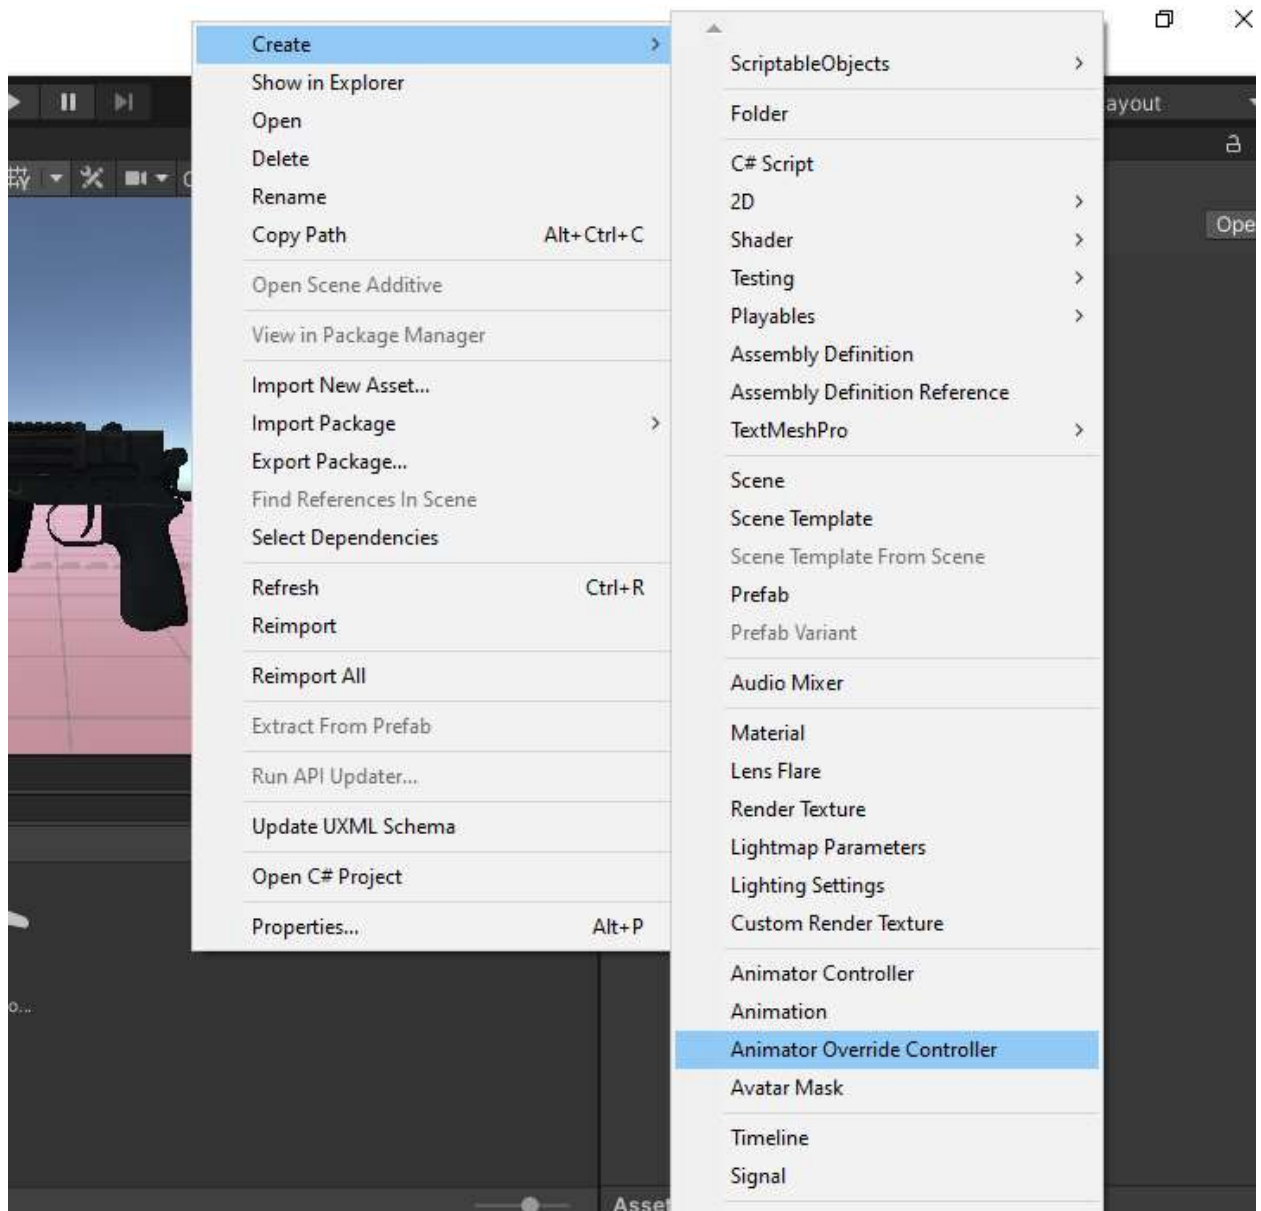 Create
Show in Explorer
Open
Delete
Rename
Copy Path Alt+Ctrl+C
Open Scene Additive
View in Package Manager
Import New Asset...
Import Package
Export Package...
Find References In Scene
Select Dependencies
Refresh Ctrl+R
Reimport
Reimport All
Extract From Prefab
Run API Updater...
Update UXML Schema
Open C# Project
Properties... Alt+P
ScriptableObjects
Folder
C# Script
2D
Shader
Testing
Playables
Assembly Definition
Assembly Definition Reference
TextMeshPro
Scene
Scene Template
Scene Template From Scene
Prefab
Prefab Variant
Audio Mixer
Material
Lens Flare
Render Texture
Lightmap Parameters
Lighting Settings
Custom Render Texture
Animator Controller
Animation
Animator Override Controller
Avatar Mask
Timeline
Signal
ayout
Ope
o...
Asset